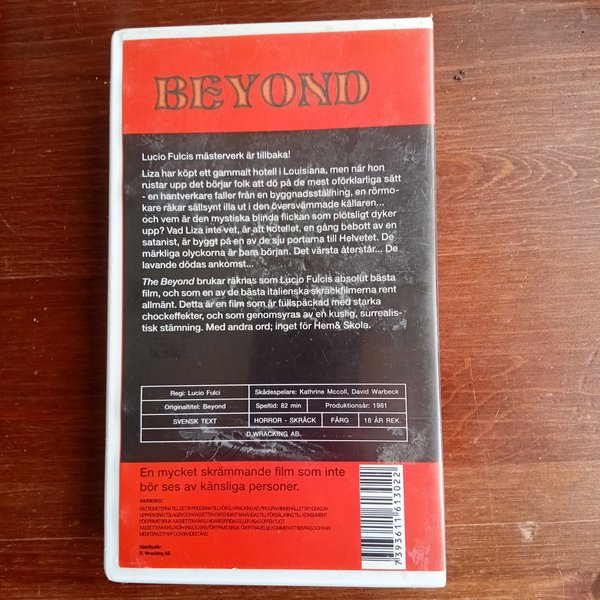 BEYOND
Lucio Fulcis mästerverk är tillbaka!
Liza har köpt ett gammalt hotell i Louisiana, men när hon
rustar upp det börjar folk att dö på de mest oförklarliga sätt
- en hantverkare faller från en byggnadsställning, en rörmo-
kare råkar sällsynt illa ut i den översvämmade källaren...
och vem är den mystiska blinda flickan som plötsligt dyker
upp? Vad Liza inte vet, är att hotellet, en gång bebott av en
satanist, är byggt på en av de sju portarna till Helvetet. De
märkliga olyckorna är bara början. Det värsta återstår... De
lavande dödas ankomst...
The Beyond brukar räknas som Lucio Fulcis absolut bästa
film, och som en av de bästa italienska skräckfilmerna rent
allmänt. Detta är en film som är fullspäckad med starka
chockeffekter, och som genomsyras av en kuslig, surrealis-
tisk stämning. Med andra ord; inget för Hem& Skola.
Regi: Lucio Fulci Skådespelare: Kathrine Mccoll, David Warbeck
Originaltitel: Beyond Speltid: 82 min Produktionsår: 1981
SVENSK TEXT HORROR - SKRÄCK FÄRG 18 ÅR REK.
D.WRACKING AB.
En mycket skrämmande film som inte
bör ses av känsliga personer.
VARNING!
Distributör:
D. Wracking AB
7393611613022